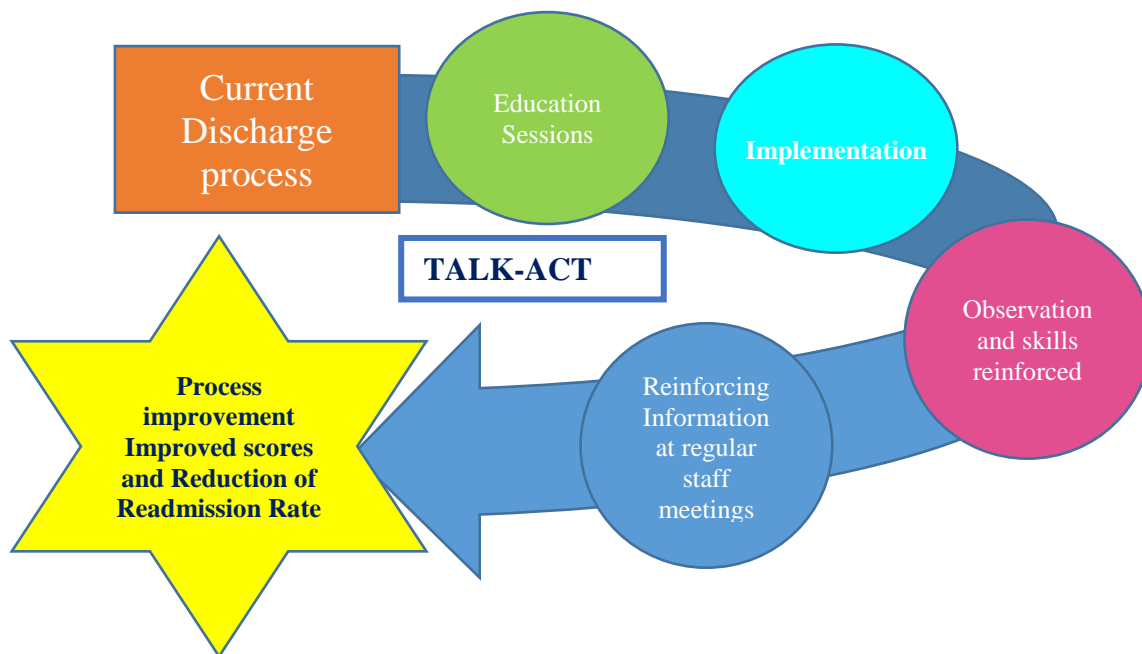 Current
Discharge
process
Education
Sessions
Implementation
Observation
and skills
reinforced
TALK-ACT
Reinforcing
Information
at regular
staff
meetings
Process
improvement
Improved scores
and Reduction of
Readmission Rate